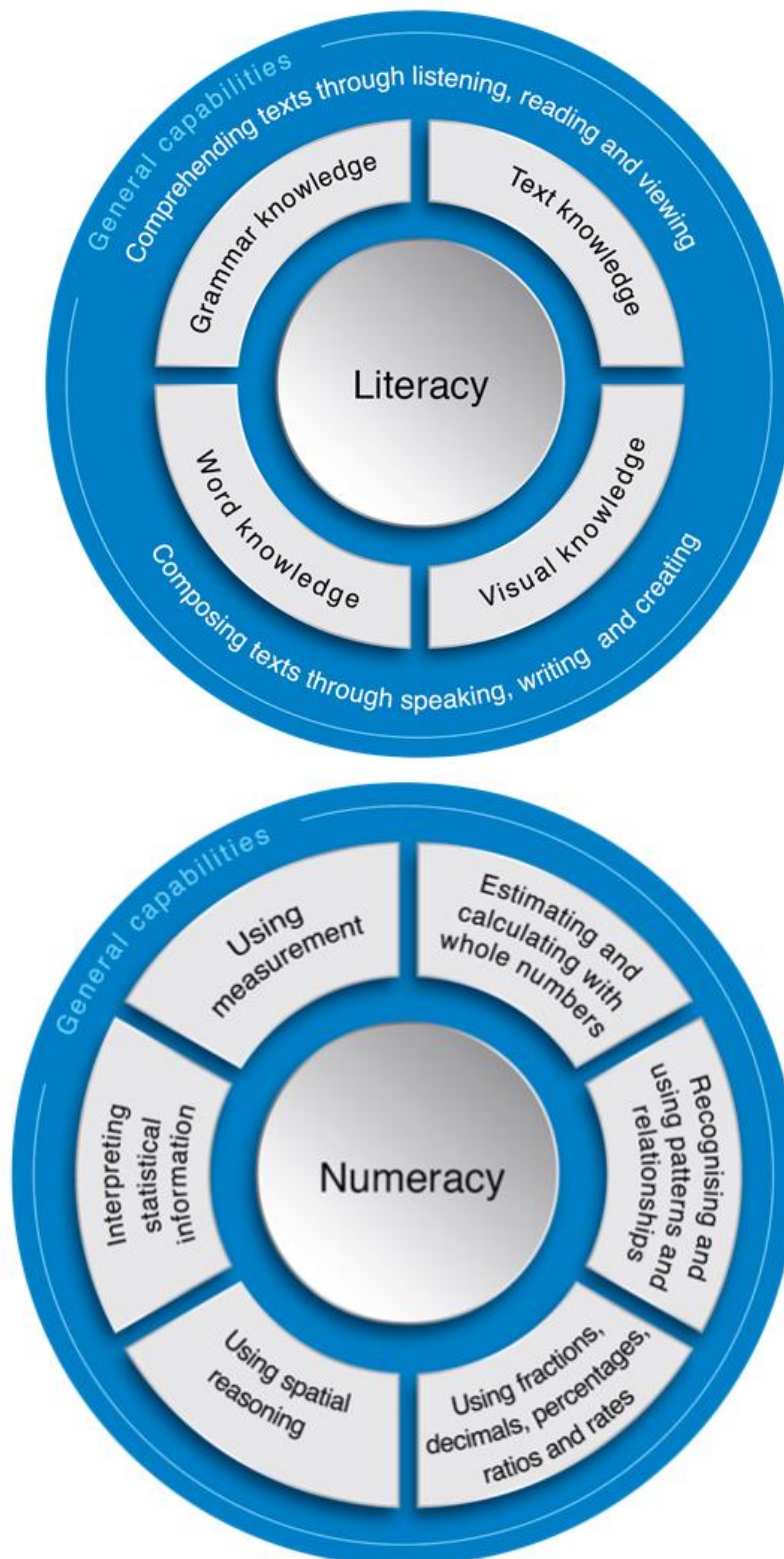 General capabilities
Comprehending texts through listening, reading and viewing
Grammar knowledge
Text knowledge
Literacy
Word knowledge
Visual knowledge
Composing texts through speaking, writing and creating
General capabilities
Using
measurement
Estimating and
calculating with
whole numbers
Recognising and
using patterns and
relationships
Interpreting
statistical
information
Numeracy
Using spatial
reasoning
Using fractions,
decimals, percentages,
ratios and rates